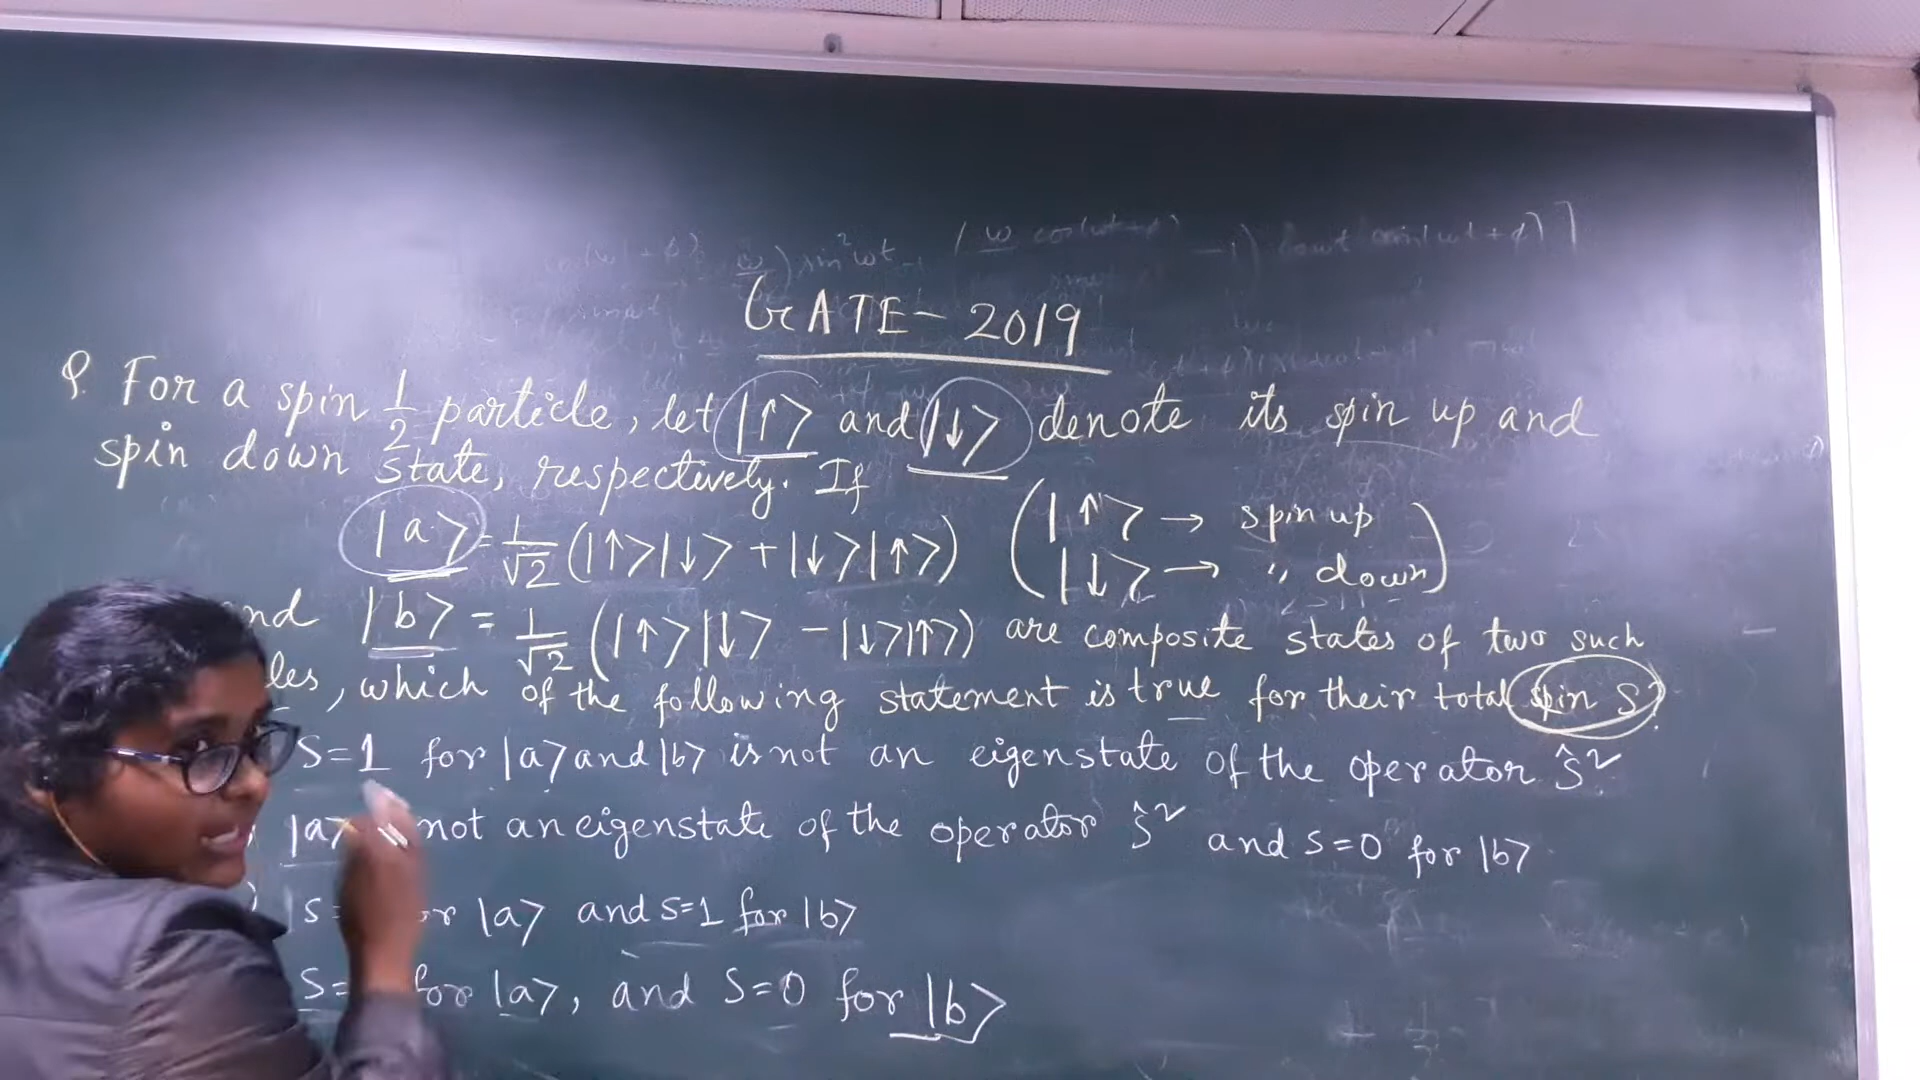 GATE - 2019
Q. For a spin 1/2 particle, let |↑> and |↓> denote its spin up and
spin down state, respectively. If
|a> = 1/√2 (|↑>|↓> + |↓>|↑>) (|↑> → spin up
|↓> → " down)
|b> = 1/√2 (|↑>|↓> - |↓>|↑>) are composite states of two such
, which of the following statement is true for their total spin S?
S=1 for |a> and |b> is not an eigenstate of the operator Ŝ²
|a> not an eigenstate of the operator Ŝ² and S=0 for |b>
S= for |a> and S=1 for |b>
S= for |a>, and S=0 for |b>